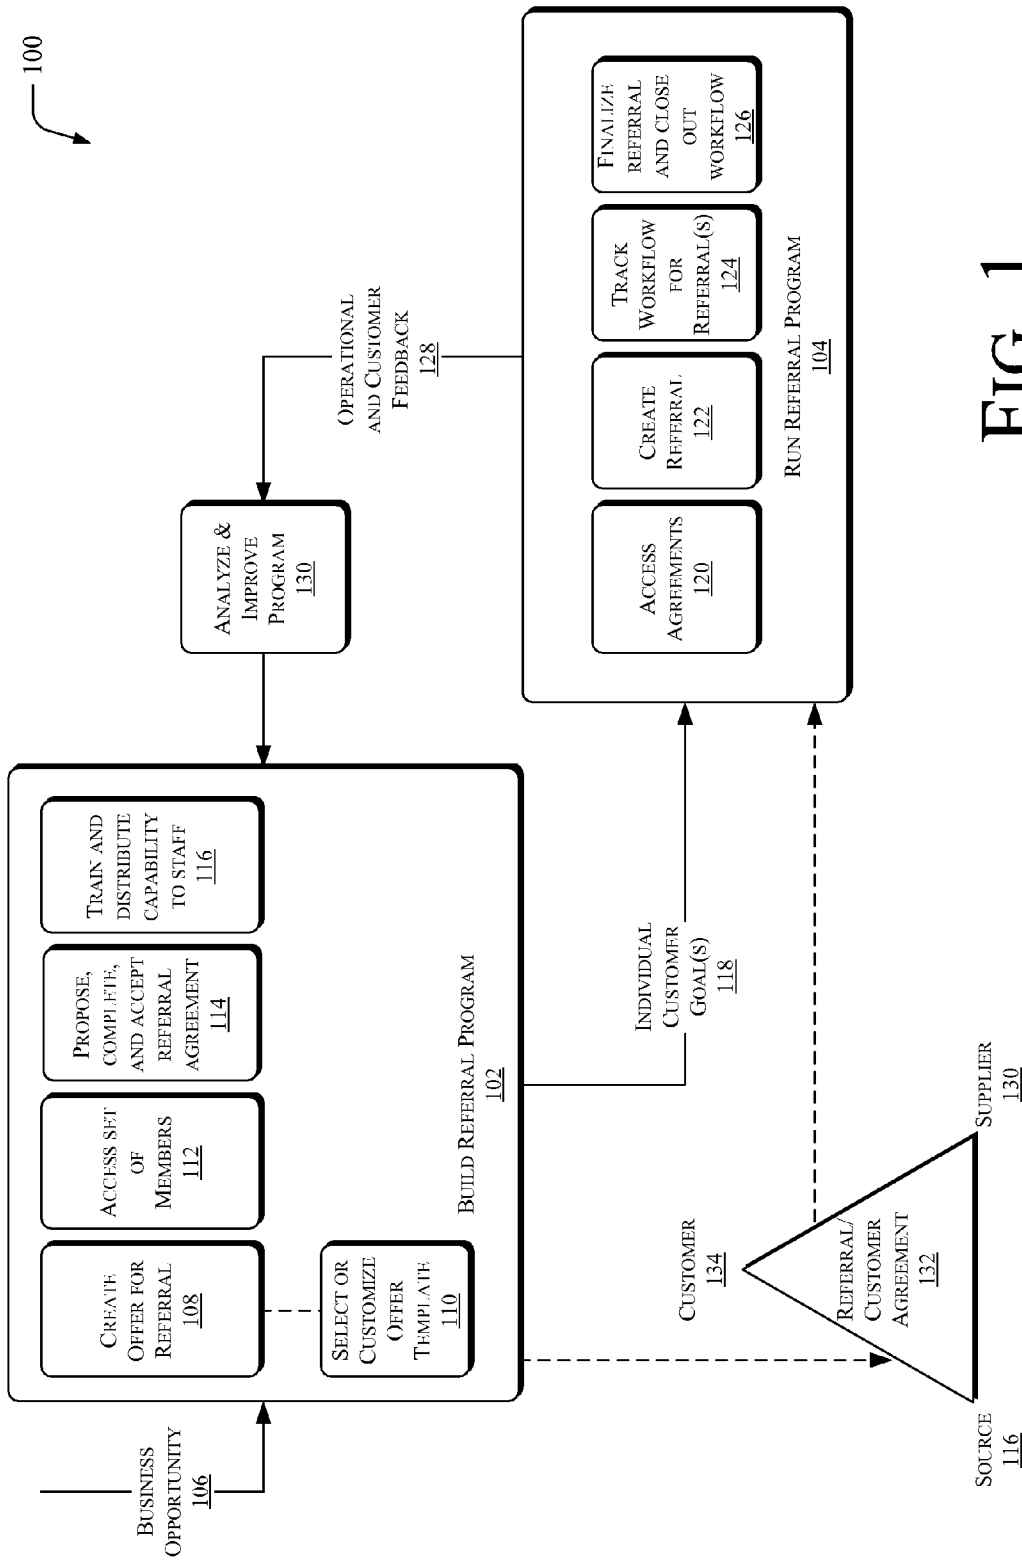 100
BUSINESS
OPPORTUNITY
106
CREATE
OFFER FOR
REFERRAL
108
ACCESS SET
OF
MEMBERS
112
PROPOSE,
COMPLETE,
AND ACCEPT
REFERRAL
AGREEMENT
114
TRAIN AND
DISTRIBUTE
CAPABILITY
TO STAFF
116
SELECT OR
CUSTOMIZE
OFFER
TEMPLATE
110
BUILD REFERRAL PROGRAM
102
ANALYZE &
IMPROVE
PROGRAM
130
OPERATIONAL
AND CUSTOMER
FEEDBACK
128
INDIVIDUAL
CUSTOMER
GOAL(S)
118
ACCESS
AGREEMENTS
120
CREATE
REFERRAL
122
TRACK
WORKFLOW
FOR
REFERRAL(S)
124
FINALIZE
REFERRAL
AND CLOSE
OUT
WORKFLOW
126
RUN REFERRAL PROGRAM
104
CUSTOMER
134
REFERRAL/
CUSTOMER
AGREEMENT
132
SOURCE
116
SUPPLIER
130
FIG. 1